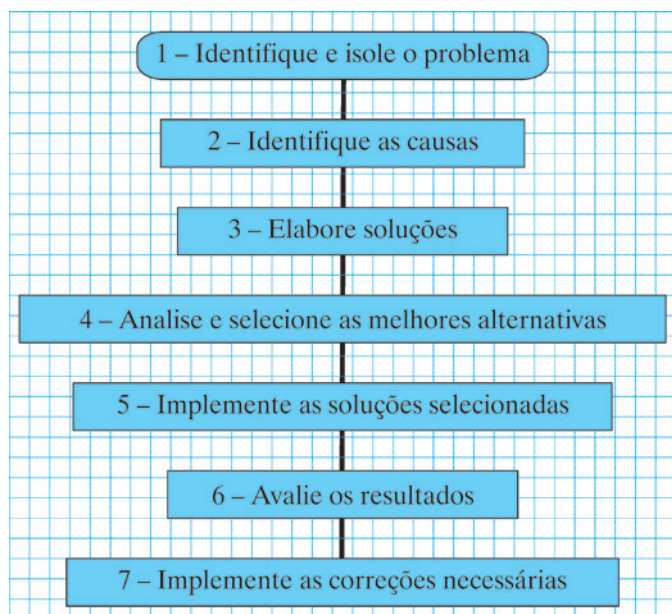 1 – Identifique e isole o problema
2 – Identifique as causas
3 – Elabore soluções
4 – Analise e selecione as melhores alternativas
5 – Implemente as soluções selecionadas
6 – Avalie os resultados
7 – Implemente as correções necessárias